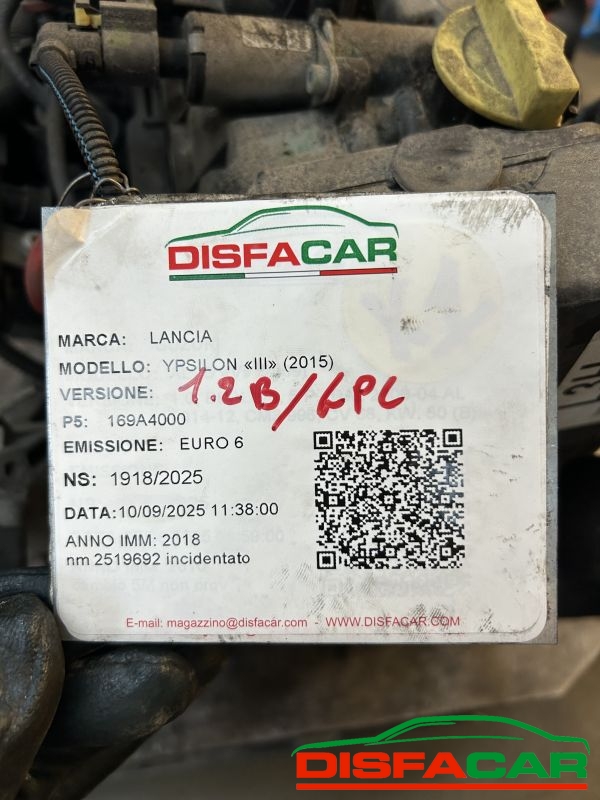 DISFACAR
MARCA: LANCIA
MODELLO: YPSILON «III» (2015)
VERSIONE: 1.2B/GPL
P5: 169A4000
EMISSIONE: EURO 6
NS: 1918/2025
DATA:10/09/2025 11:38:00
ANNO IMM: 2018
nm 2519692 incidentato
E-mail: magazzino@disfacar.com - WWW.DISFACAR.COM
DISFACAR